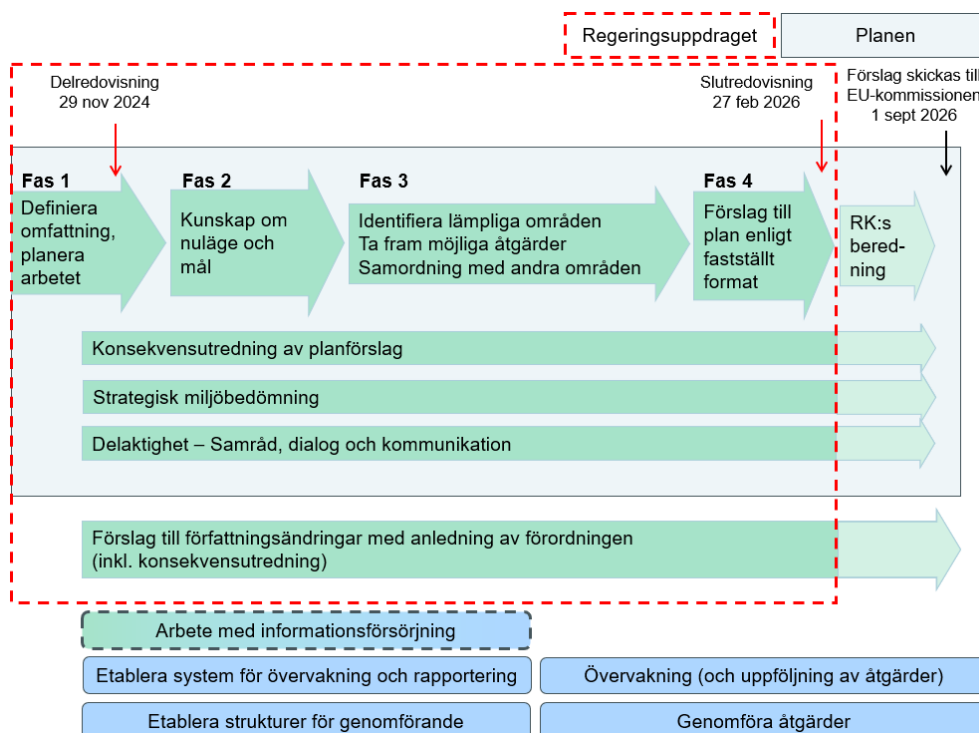 Regeringsuppdraget
Planen
Delredovisning
29 nov 2024
Slutredovisning
27 feb 2026
Förslag skickas till
EU-kommissionen
1 sept 2026
Fas 1
Definiera
omfattning,
planera
arbetet
Fas 2
Kunskap om
nuläge och
mål
Fas 3
Identifiera lämpliga områden
Ta fram möjliga åtgärder
Samordning med andra områden
Fas 4
Förslag till
plan enligt
fastställt
format
RK:s
bered-
ning
Konsekvensutredning av planförslag
Strategisk miljöbedömning
Delaktighet – Samråd, dialog och kommunikation
Förslag till författningsändringar med anledning av förordningen
(inkl. konsekvensutredning)
Arbete med informationsförsörjning
Etablera system för övervakning och rapportering
Övervakning (och uppföljning av åtgärder)
Etablera strukturer för genomförande
Genomföra åtgärder